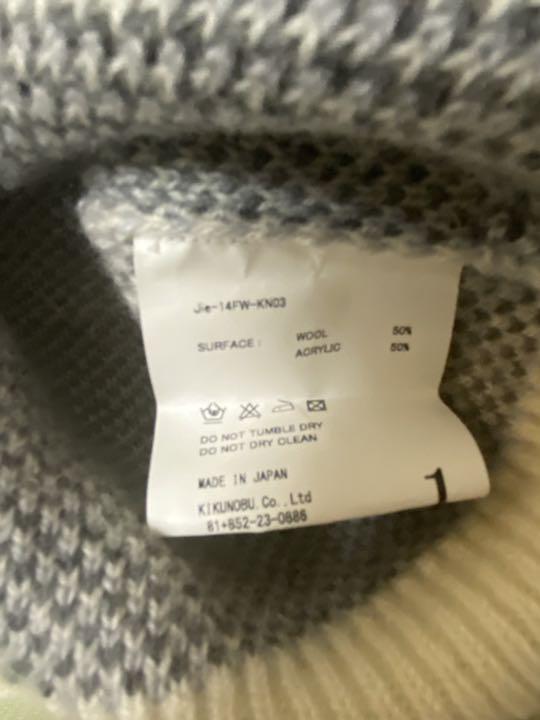 Jie-14FW-KN03
SURFACE : WOOL 50%
ACRYLIC 50%
DO NOT TUMBLE DRY
DO NOT DRY CLEAN
MADE IN JAPAN
KIKUNOBU. Co., Ltd
81+852-23-0886
1